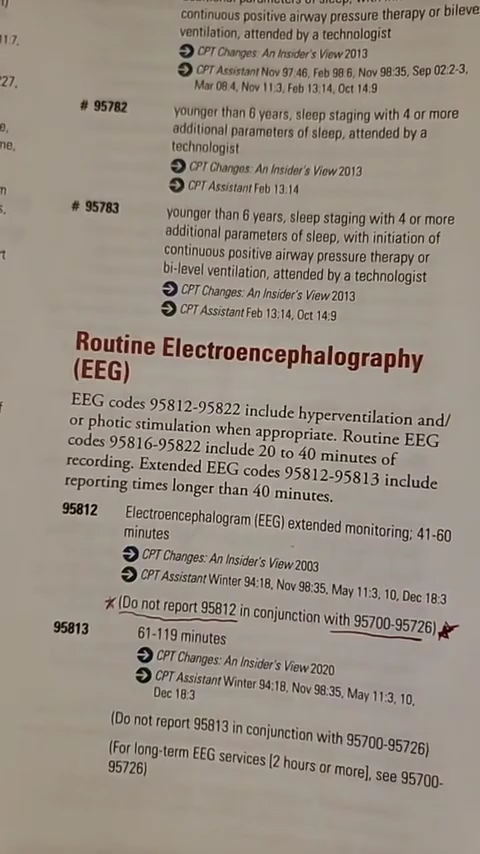 continuous positive airway pressure therapy or bileve
ventilation, attended by a technologist
CPT Changes: An Insider's View 2013
CPT Assistant Nov 97:46, Feb 98:6, Nov 98:35, Sep 02:2-3,
Mar 08:4, Nov 11:3, Feb 13:14, Oct 14:9
11:7,
27,
# 95782 younger than 6 years, sleep staging with 4 or more
additional parameters of sleep, attended by a
technologist
CPT Changes: An Insider's View 2013
CPT Assistant Feb 13:14
# 95783 younger than 6 years, sleep staging with 4 or more
additional parameters of sleep, with initiation of
continuous positive airway pressure therapy or
bi-level ventilation, attended by a technologist
CPT Changes: An Insider's View 2013
CPT Assistant Feb 13:14, Oct 14:9
Routine Electroencephalography
(EEG)
EEG codes 95812-95822 include hyperventilation and/
or photic stimulation when appropriate. Routine EEG
codes 95816-95822 include 20 to 40 minutes of
recording. Extended EEG codes 95812-95813 include
reporting times longer than 40 minutes.
95812 Electroencephalogram (EEG) extended monitoring; 41-60
minutes
CPT Changes: An Insider's View 2003
CPT Assistant Winter 94:18, Nov 98:35, May 11:3, 10, Dec 18:3
(Do not report 95812 in conjunction with 95700-95726)
95813 61-119 minutes
CPT Changes: An Insider's View 2020
CPT Assistant Winter 94:18, Nov 98:35, May 11:3, 10,
Dec 18:3
(Do not report 95813 in conjunction with 95700-95726)
(For long-term EEG services [2 hours or more], see 95700-
95726)